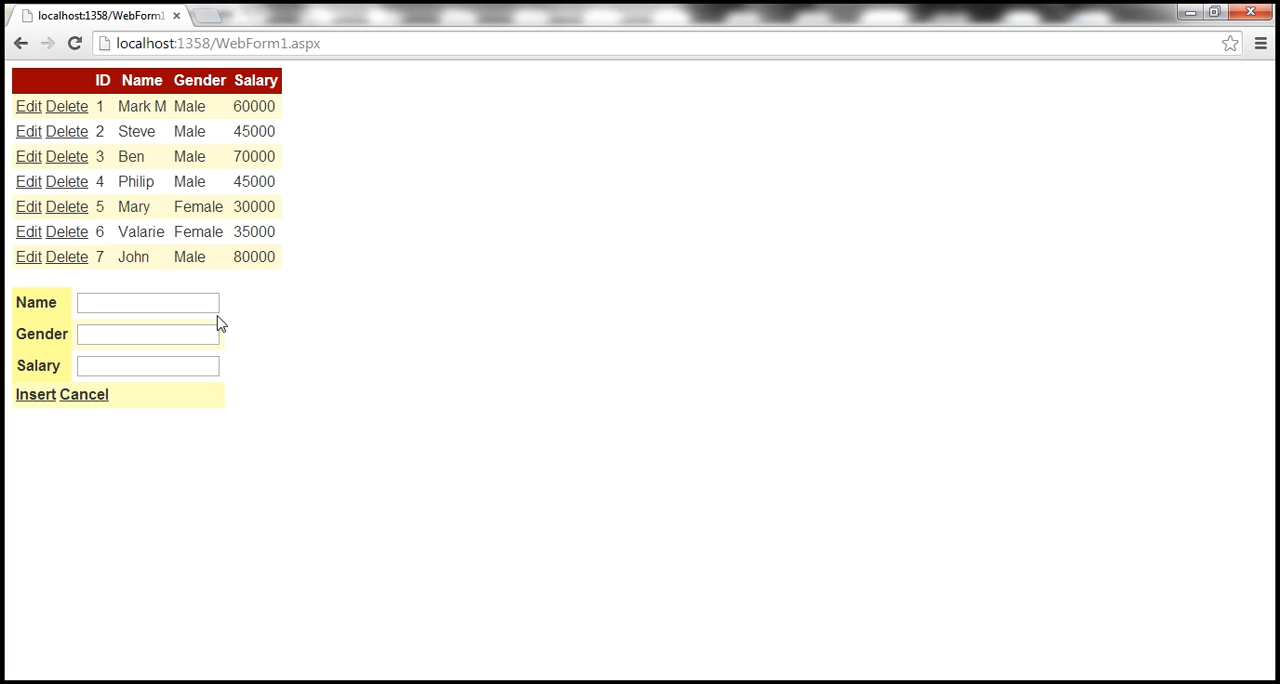 localhost:1358/WebForm1
localhost:1358/WebForm1.aspx
ID Name Gender Salary
Edit Delete 1 Mark M Male 60000
Edit Delete 2 Steve Male 45000
Edit Delete 3 Ben Male 70000
Edit Delete 4 Philip Male 45000
Edit Delete 5 Mary Female 30000
Edit Delete 6 Valarie Female 35000
Edit Delete 7 John Male 80000
Name
Gender
Salary
Insert Cancel